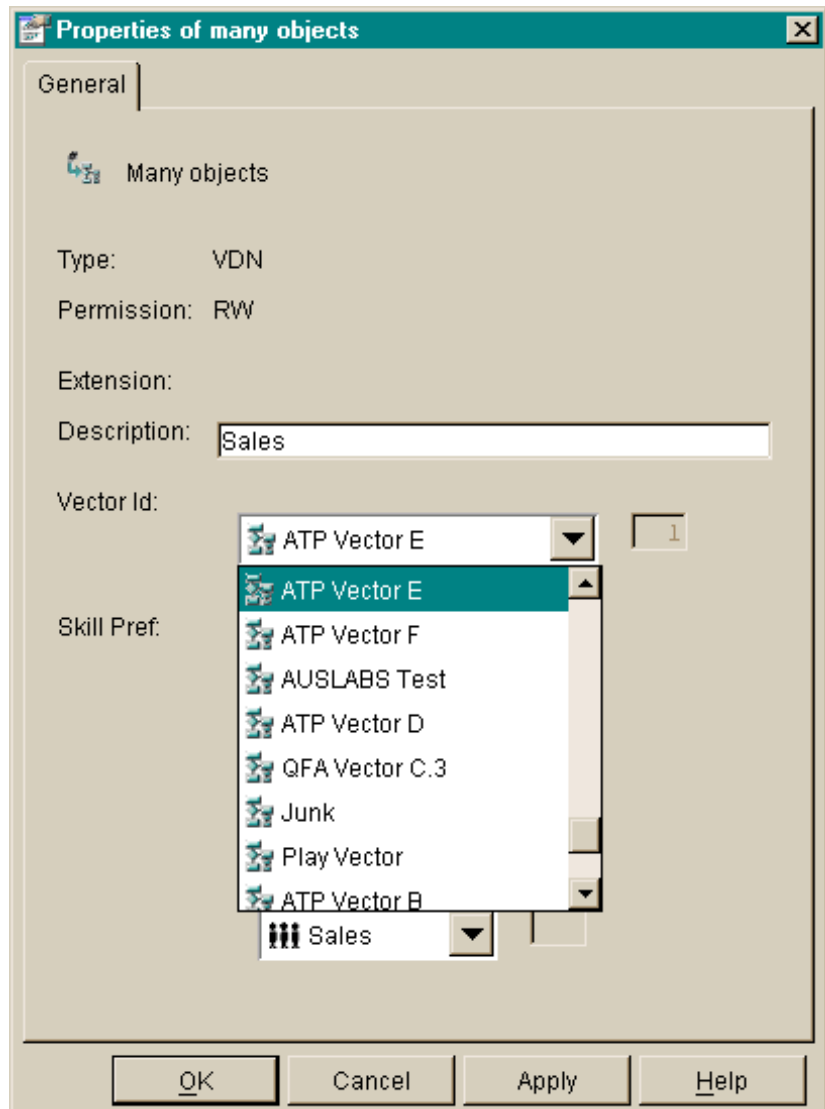 Properties of many objects
General
Many objects
Type: VDN
Permission: RW
Extension:
Description: Sales
Vector Id:
ATP Vector E 1
ATP Vector E
Skill Pref: ATP Vector F
AUSLABS Test
ATP Vector D
QFA Vector C.3
Junk
Play Vector
ATP Vector B
Sales
OK Cancel Apply Help